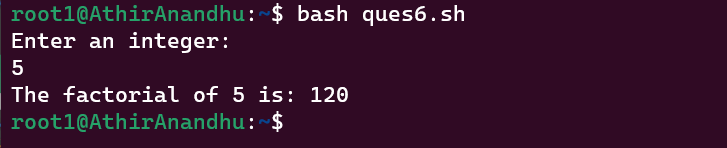 root1@AthirAnandhu:~$ bash ques6.sh
Enter an integer:
5
The factorial of 5 is: 120
root1@AthirAnandhu:~$